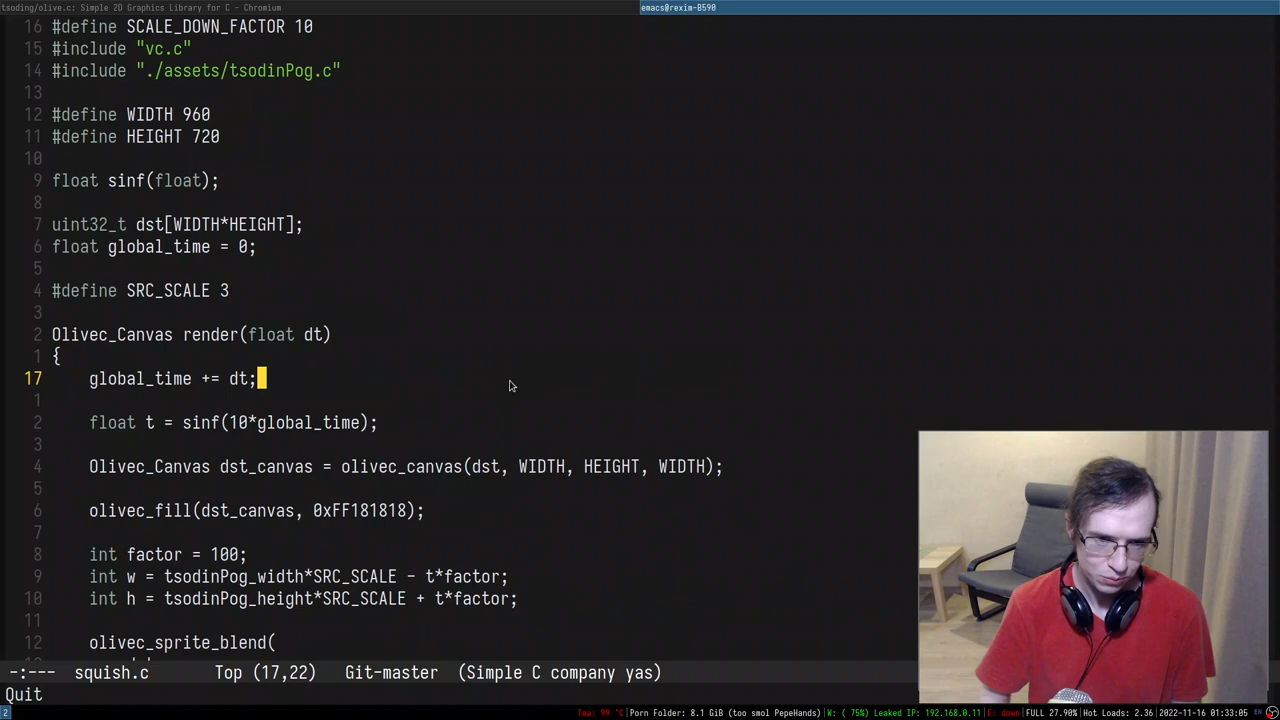 tsoding/olive.c: Simple 2D Graphics Library for C - Chromium
emacs@rexim-B590
16 #define SCALE_DOWN_FACTOR 10
15 #include "vc.c"
14 #include "./assets/tsodinPog.c"
13
12 #define WIDTH 960
11 #define HEIGHT 720
10
9 float sinf(float);
8
7 uint32_t dst[WIDTH*HEIGHT];
6 float global_time = 0;
5
4 #define SRC_SCALE 3
3
2 Olivec_Canvas render(float dt)
1 {
17 global_time += dt;
1
2 float t = sinf(10*global_time);
3
4 Olivec_Canvas dst_canvas = olivec_canvas(dst, WIDTH, HEIGHT, WIDTH);
5
6 olivec_fill(dst_canvas, 0xFF181818);
7
8 int factor = 100;
9 int w = tsodinPog_width*SRC_SCALE - t*factor;
10 int h = tsodinPog_height*SRC_SCALE + t*factor;
11
12 olivec_sprite_blend(
-:--- squish.c Top (17,22) Git-master (Simple C company yas)
Quit
2 Tea: 99 °C|Porn Folder: 8.1 GiB (too smol PepeHands)|W: ( 75%) Leaked IP: 192.168.0.11|E: down|FULL 27.90%|Hot Loads: 2.36|2022-11-16 01:33:05 EN